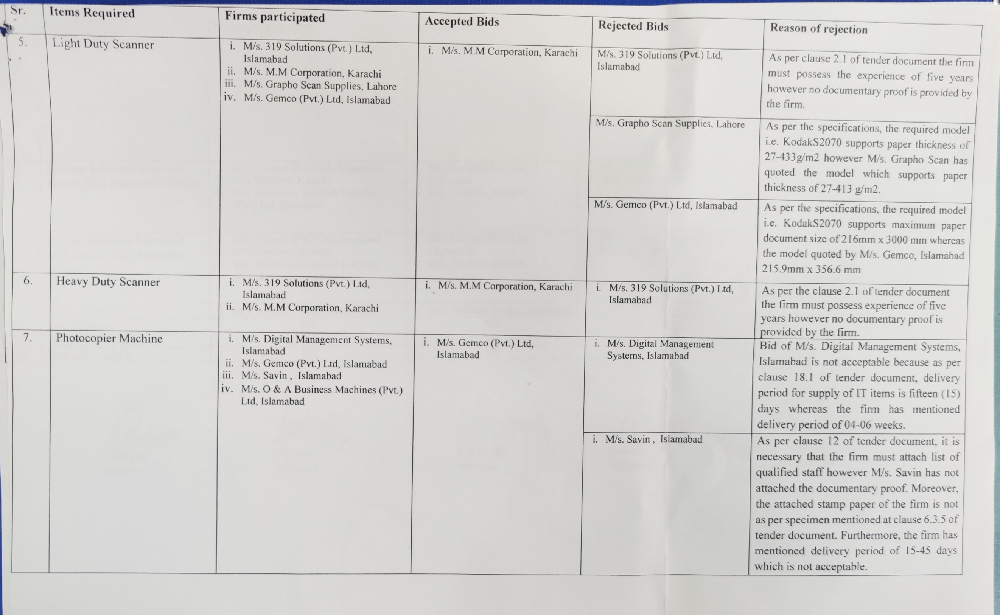 Sr.
Items Required
Firms participated
Accepted Bids
Rejected Bids
Reason of rejection
5.
Light Duty Scanner
i. M/s. 319 Solutions (Pvt.) Ltd,
Islamabad
ii. M/s. M.M Corporation, Karachi
iii. M/s. Grapho Scan Supplies, Lahore
iv. M/s. Gemco (Pvt.) Ltd, Islamabad
i. M/s. M.M Corporation, Karachi
M/s. 319 Solutions (Pvt.) Ltd,
Islamabad
As per clause 2.1 of tender document the firm
must possess the experience of five years
however no documentary proof is provided by
the firm.
M/s. Grapho Scan Supplies, Lahore
As per the specifications, the required model
i.e. KodakS2070 supports paper thickness of
27-433g/m2 however M/s. Grapho Scan has
quoted the model which supports paper
thickness of 27-413 g/m2.
M/s. Gemco (Pvt.) Ltd, Islamabad
As per the specifications, the required model
i.e. KodakS2070 supports maximum paper
document size of 216mm x 3000 mm whereas
the model quoted by M/s. Gemco, Islamabad
215.9mm x 356.6 mm
6.
Heavy Duty Scanner
i. M/s. 319 Solutions (Pvt.) Ltd,
Islamabad
ii. M/s. M.M Corporation, Karachi
i. M/s. M.M Corporation, Karachi
i. M/s. 319 Solutions (Pvt.) Ltd,
Islamabad
As per the clause 2.1 of tender document
the firm must possess experience of five
years however no documentary proof is
provided by the firm.
7.
Photocopier Machine
i. M/s. Digital Management Systems,
Islamabad
ii. M/s. Gemco (Pvt.) Ltd, Islamabad
iii. M/s. Savin , Islamabad
iv. M/s. O & A Business Machines (Pvt.)
Ltd, Islamabad
i. M/s. Gemco (Pvt.) Ltd,
Islamabad
i. M/s. Digital Management
Systems, Islamabad
Bid of M/s. Digital Management Systems,
Islamabad is not acceptable because as per
clause 18.1 of tender document, delivery
period for supply of IT items is fifteen (15)
days whereas the firm has mentioned
delivery period of 04-06 weeks.
i. M/s. Savin , Islamabad
As per clause 12 of tender document, it is
necessary that the firm must attach list of
qualified staff however M/s. Savin has not
attached the documentary proof. Moreover,
the attached stamp paper of the firm is not
as per specimen mentioned at clause 6.3.5 of
tender document. Furthermore, the firm has
mentioned delivery period of 15-45 days
which is not acceptable.